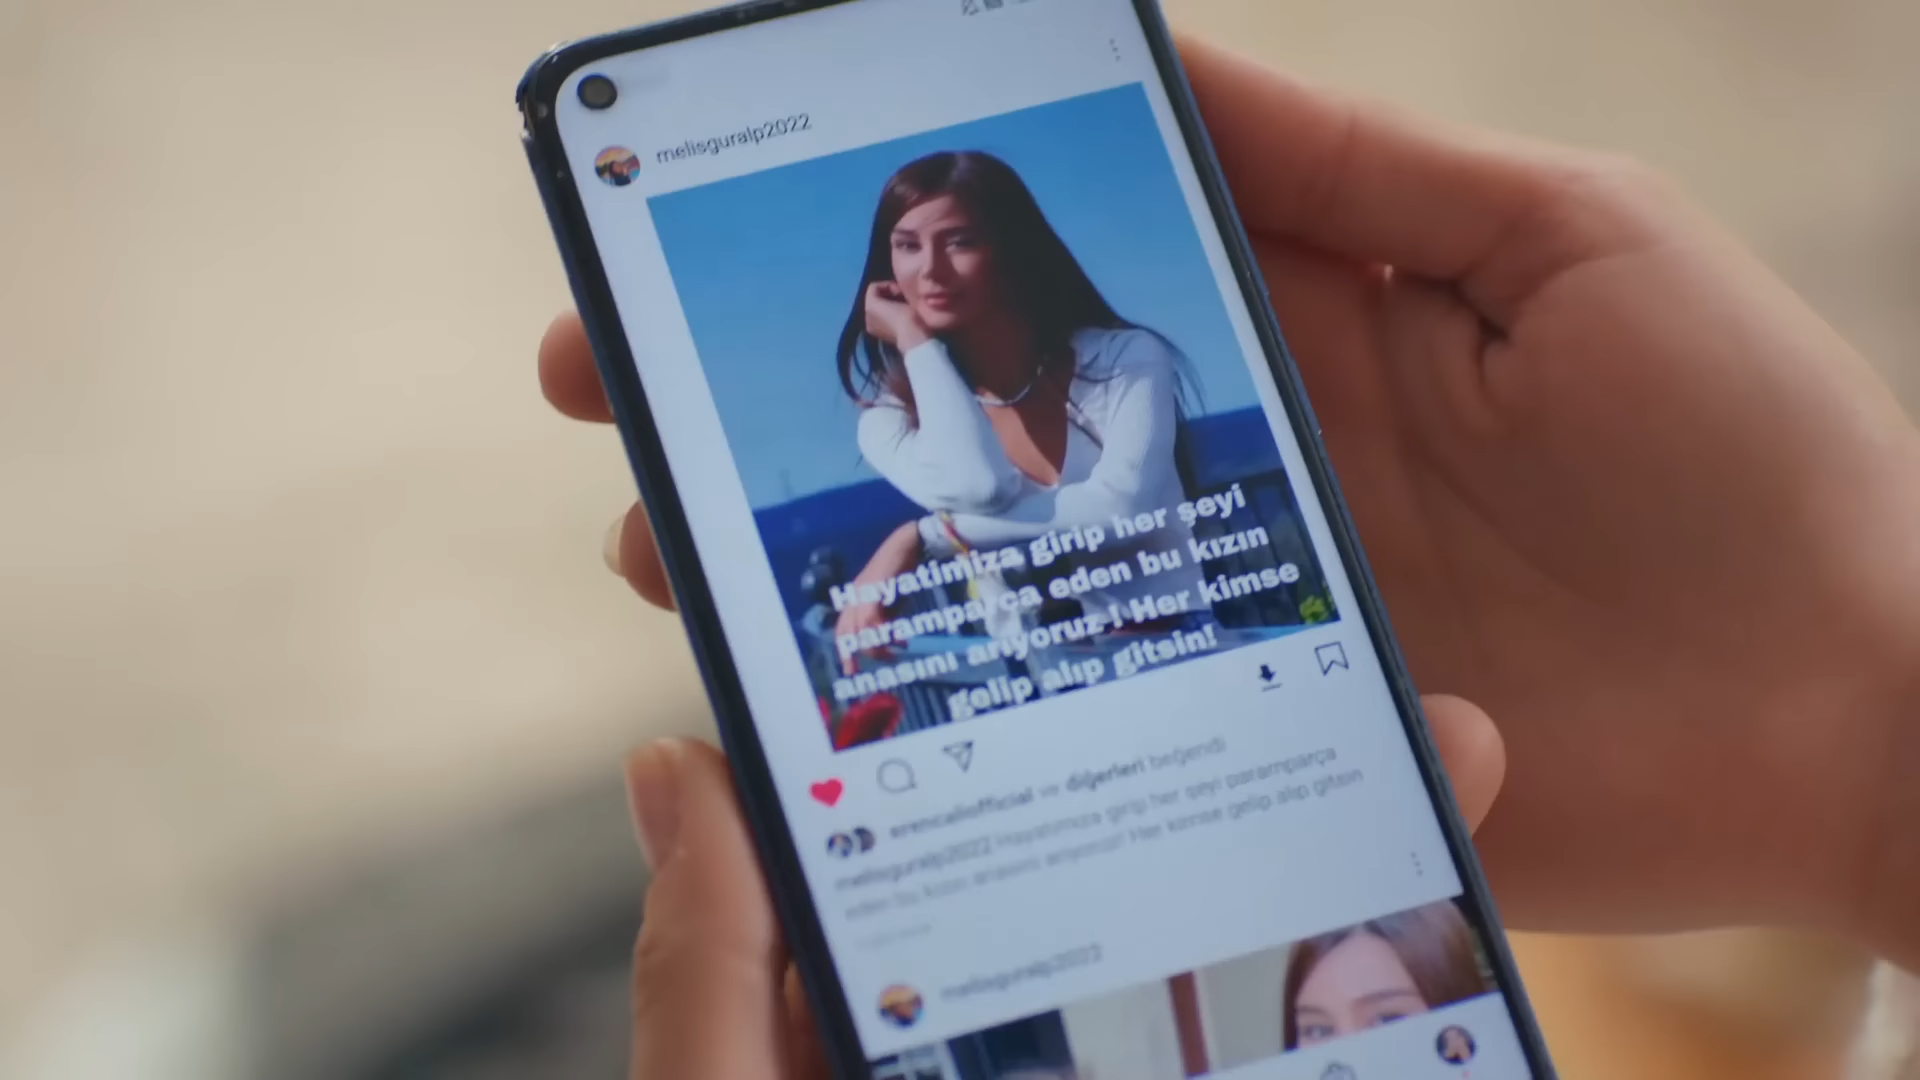 melisguralp2022
Hayatimiza girip her şeyi
paramparça eden bu kızın
anasını arıyoruz ! Her kimse
gelip alıp gitsin!
erencaliofficial ve diğerleri beğendi
melisguralp2022 Hayatımıza girip her şeyi paramparça
eden bu kızın anasını arıyoruz! Her kimse gelip alıp gitsin
melisguralp2022